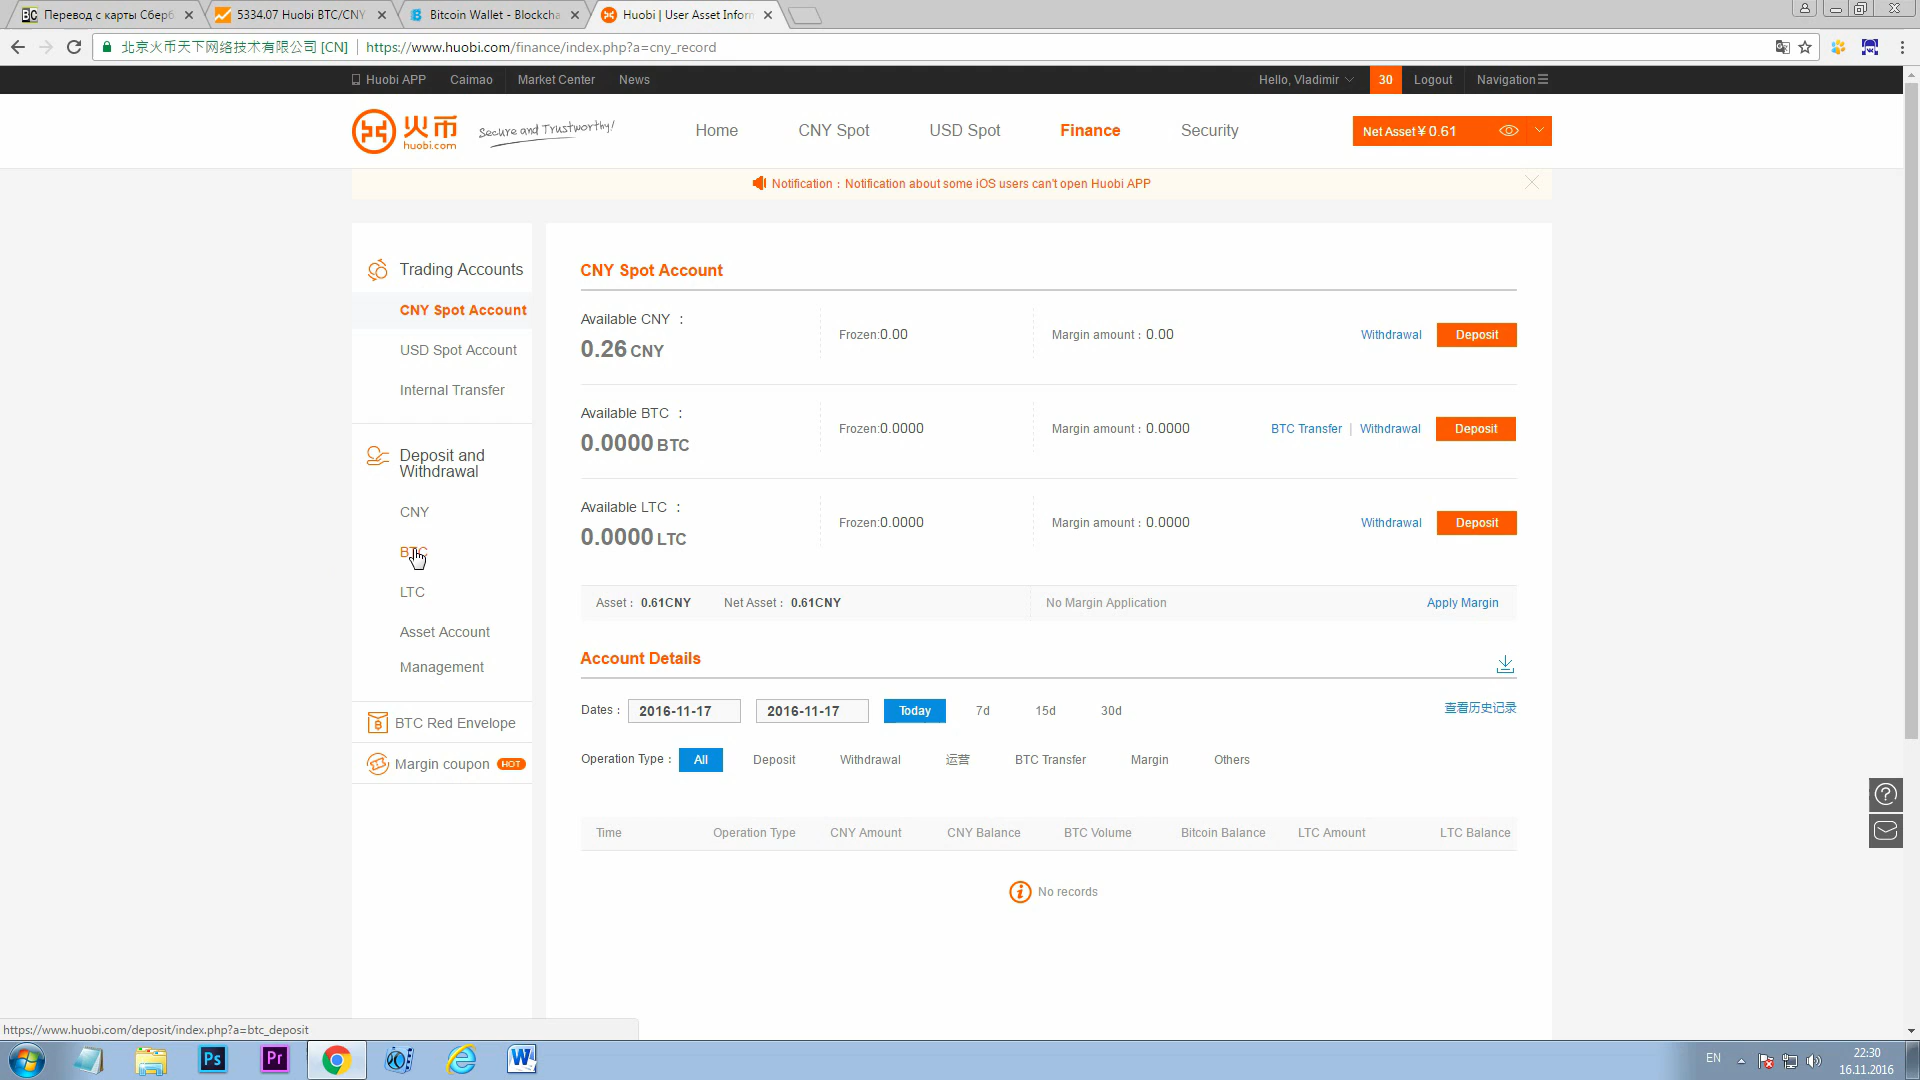 Перевод с карты Сберб
5334.07 Huobi BTC/CNY
Bitcoin Wallet - Blockcha
Huobi | User Asset Inform
北京火币天下网络技术有限公司 [CN]
https://www.huobi.com/finance/index.php?a=cny_record
Huobi APP
Caimao
Market Center
News
Hello, Vladimir
30
Logout
Navigation
火币
huobi.com
Secure and Trustworthy!
Home
CNY Spot
USD Spot
Finance
Security
Net Asset ¥ 0.61
Notification : Notification about some iOS users can't open Huobi APP
Trading Accounts
CNY Spot Account
USD Spot Account
Internal Transfer
Deposit and
Withdrawal
CNY
BTC
LTC
Asset Account
Management
BTC Red Envelope
Margin coupon HOT
CNY Spot Account
Available CNY :
0.26 CNY
Frozen:0.00
Margin amount : 0.00
Withdrawal
Deposit
Available BTC :
0.0000 BTC
Frozen:0.0000
Margin amount : 0.0000
BTC Transfer | Withdrawal
Deposit
Available LTC :
0.0000 LTC
Frozen:0.0000
Margin amount : 0.0000
Withdrawal
Deposit
Asset : 0.61CNY
Net Asset : 0.61CNY
No Margin Application
Apply Margin
Account Details
Dates : 2016-11-17 2016-11-17 Today 7d 15d 30d
查看历史记录
Operation Type : All Deposit Withdrawal 运营 BTC Transfer Margin Others
Time Operation Type CNY Amount CNY Balance BTC Volume Bitcoin Balance LTC Amount LTC Balance
No records
https://www.huobi.com/deposit/index.php?a=btc_deposit
Ps
Pr
EN
22:30
16.11.2016